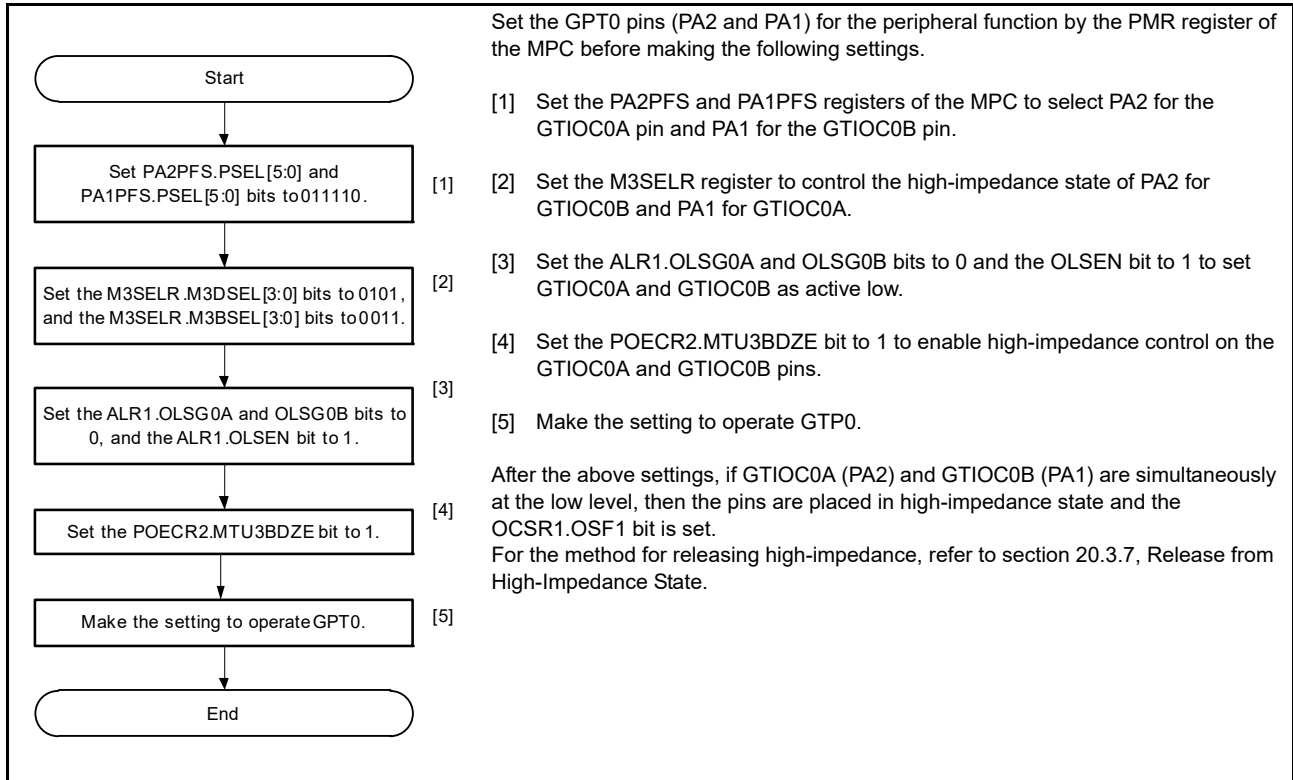 Start
Set PA2PFS.PSEL[5:0] and
PA1PFS.PSEL[5:0] bits to 011110.
[1]
Set the M3SELR.M3DSEL[3:0] bits to 0101,
and the M3SELR.M3BSEL[3:0] bits to 0011.
[2]
Set the ALR1.OLSG0A and OLSG0B bits to
0, and the ALR1.OLSEN bit to 1.
[3]
Set the POECR2.MTU3BDZE bit to 1.
[4]
Make the setting to operate GPT0.
[5]
End
Set the GPT0 pins (PA2 and PA1) for the peripheral function by the PMR register of
the MPC before making the following settings.
[1] Set the PA2PFS and PA1PFS registers of the MPC to select PA2 for the
GTIOC0A pin and PA1 for the GTIOC0B pin.
[2] Set the M3SELR register to control the high-impedance state of PA2 for
GTIOC0B and PA1 for GTIOC0A.
[3] Set the ALR1.OLSG0A and OLSG0B bits to 0 and the OLSEN bit to 1 to set
GTIOC0A and GTIOC0B as active low.
[4] Set the POECR2.MTU3BDZE bit to 1 to enable high-impedance control on the
GTIOC0A and GTIOC0B pins.
[5] Make the setting to operate GTP0.
After the above settings, if GTIOC0A (PA2) and GTIOC0B (PA1) are simultaneously
at the low level, then the pins are placed in high-impedance state and the
OCSR1.OSF1 bit is set.
For the method for releasing high-impedance, refer to section 20.3.7, Release from
High-Impedance State.